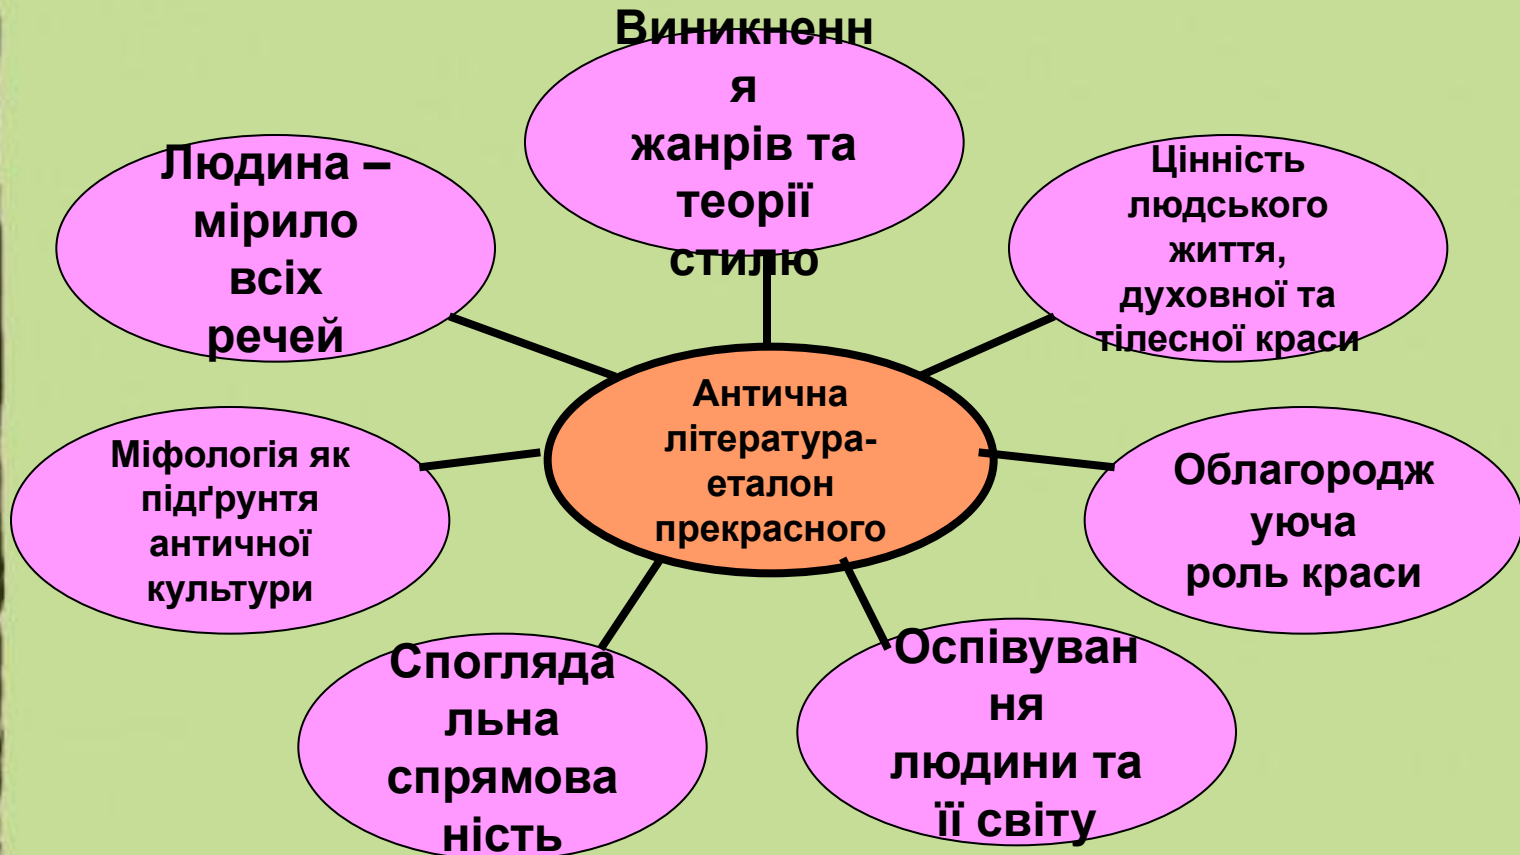 Виникненн
я
жанрів та
теорії
стилю
Людина –
мірило
всіх
речей
Цінність
людського
життя,
духовної та
тілесної краси
Антична
література-
еталон
прекрасного
Міфологія як
підґрунтя
античної
культури
Облагородж
уюча
роль краси
Спогляда
льна
спрямова
ність
Оспівуван
ня
людини та
її світу